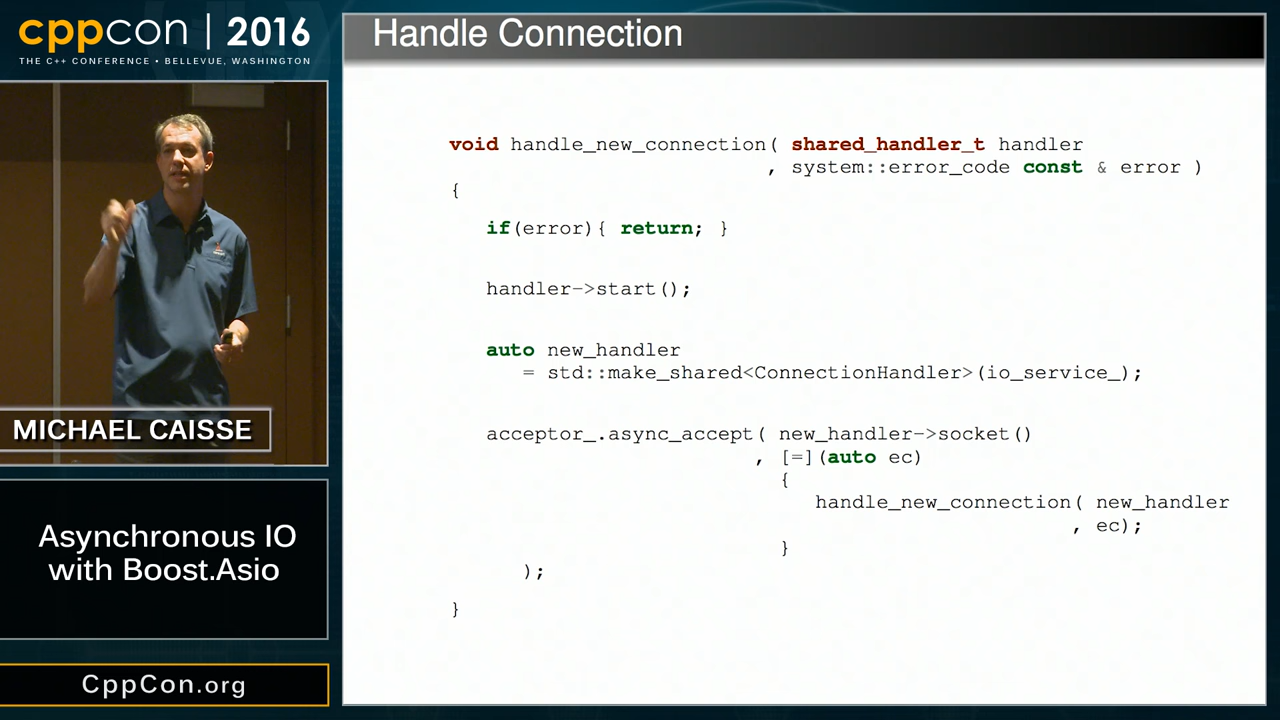 cppcon | 2016
THE C++ CONFERENCE • BELLEVUE, WASHINGTON
MICHAEL CAISSE
Asynchronous IO
with Boost.Asio
CppCon.org
Handle Connection
void handle_new_connection( shared_handler_t handler
, system::error_code const & error )
{
if(error){ return; }
handler->start();
auto new_handler
= std::make_shared<ConnectionHandler>(io_service_);
acceptor_.async_accept( new_handler->socket()
, [=](auto ec)
{
handle_new_connection( new_handler
, ec);
}
);
}